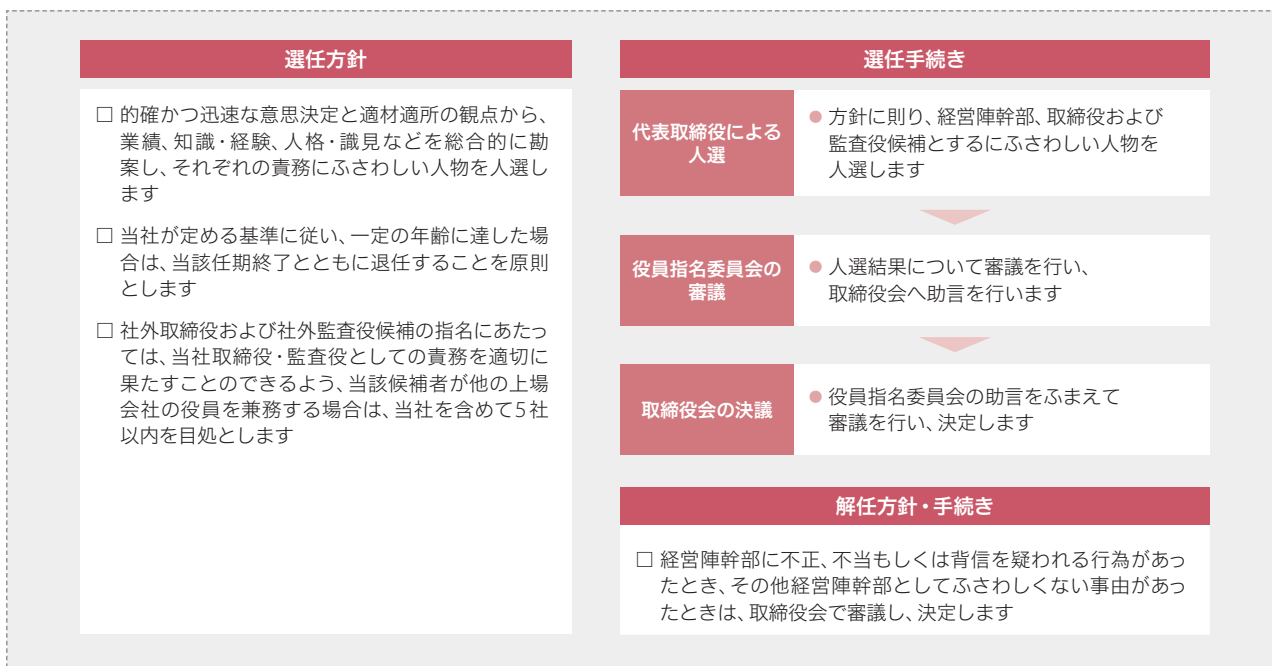 選任方針
□ 的確かつ迅速な意思決定と適材適所の観点から、
業績、知識・経験、人格・識見などを総合的に勘
案し、それぞれの責務にふさわしい人物を人選し
ます
□ 当社が定める基準に従い、一定の年齢に達した場
合は、当該任期終了とともに退任することを原則
とします
□ 社外取締役および社外監査役候補の指名にあたっ
ては、当社取締役・監査役としての責務を適切に
果たすことのできるよう、当該候補者が他の上場
会社の役員を兼務する場合は、当社を含めて5社
以内を目処とします
選任手続き
代表取締役による
人選
● 方針に則り、経営陣幹部、取締役および
監査役候補とするにふさわしい人物を
人選します
役員指名委員会の
審議
● 人選結果について審議を行い、
取締役会へ助言を行います
取締役会の決議
● 役員指名委員会の助言をふまえて
審議を行い、決定します
解任方針・手続き
□ 経営陣幹部に不正、不当もしくは背信を疑われる行為があっ
たとき、その他経営陣幹部としてふさわしくない事由があっ
たときは、取締役会で審議し、決定します